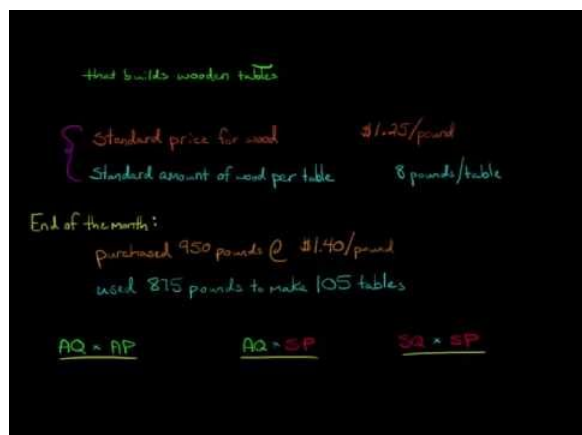 that builds wooden tables
Standard price for wood $1.25/pound
Standard amount of wood per table 8 pounds/table
End of the month:
purchased 950 pounds @ $1.40/pound
used 875 pounds to make 105 tables
AQ × AP AQ × SP SQ × SP